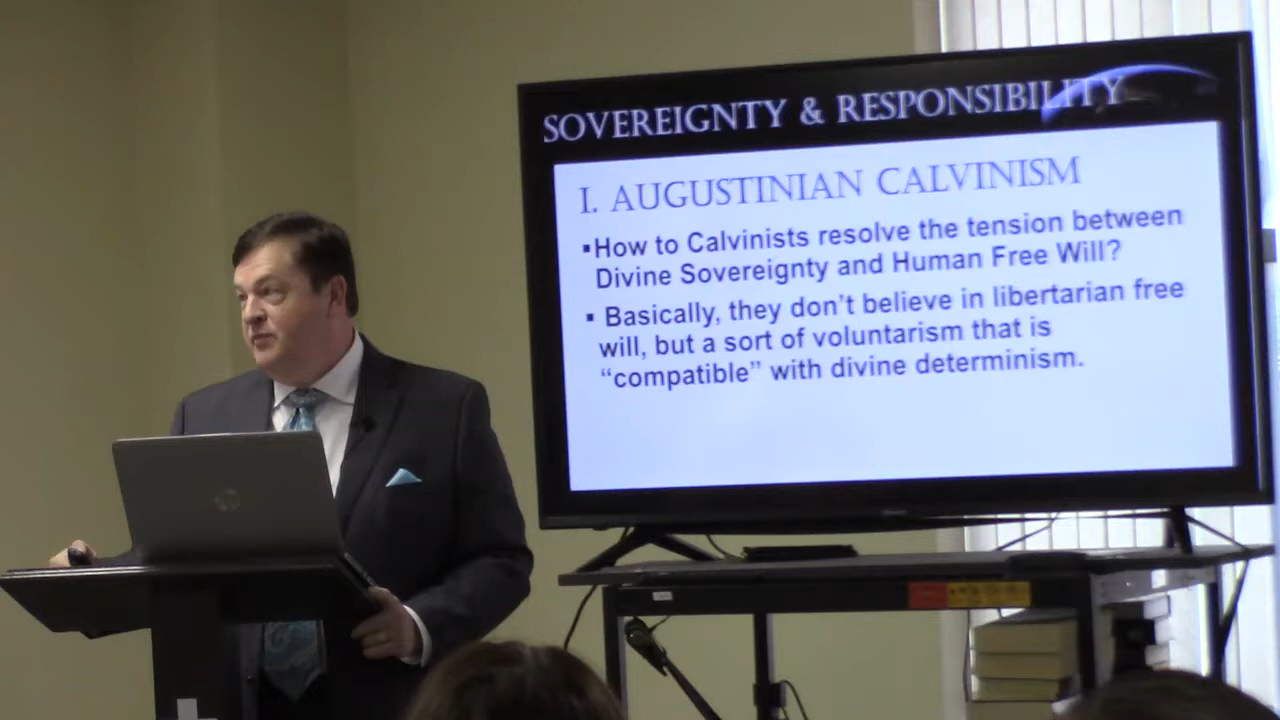 SOVEREIGNTY & RESPONSIBILITY
I. AUGUSTINIAN CALVINISM
▪How to Calvinists resolve the tension between
Divine Sovereignty and Human Free Will?
▪ Basically, they don't believe in libertarian free
will, but a sort of voluntarism that is
“compatible” with divine determinism.
hp